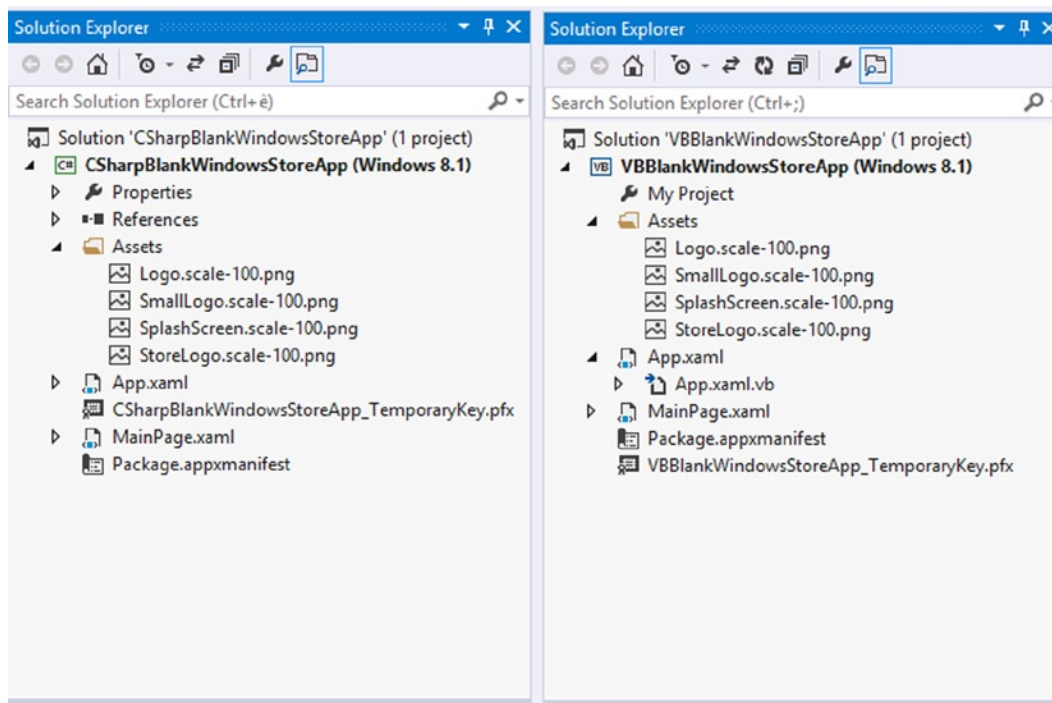 Solution Explorer
Search Solution Explorer (Ctrl+è)
Solution 'CSharpBlankWindowsStoreApp' (1 project)
C# CSharpBlankWindowsStoreApp (Windows 8.1)
Properties
References
Assets
Logo.scale-100.png
SmallLogo.scale-100.png
SplashScreen.scale-100.png
StoreLogo.scale-100.png
App.xaml
CSharpBlankWindowsStoreApp_TemporaryKey.pfx
MainPage.xaml
Package.appxmanifest
Solution Explorer
Search Solution Explorer (Ctrl+;)
Solution 'VBBlankWindowsStoreApp' (1 project)
VB VBBlankWindowsStoreApp (Windows 8.1)
My Project
Assets
Logo.scale-100.png
SmallLogo.scale-100.png
SplashScreen.scale-100.png
StoreLogo.scale-100.png
App.xaml
App.xaml.vb
MainPage.xaml
Package.appxmanifest
VBBlankWindowsStoreApp_TemporaryKey.pfx